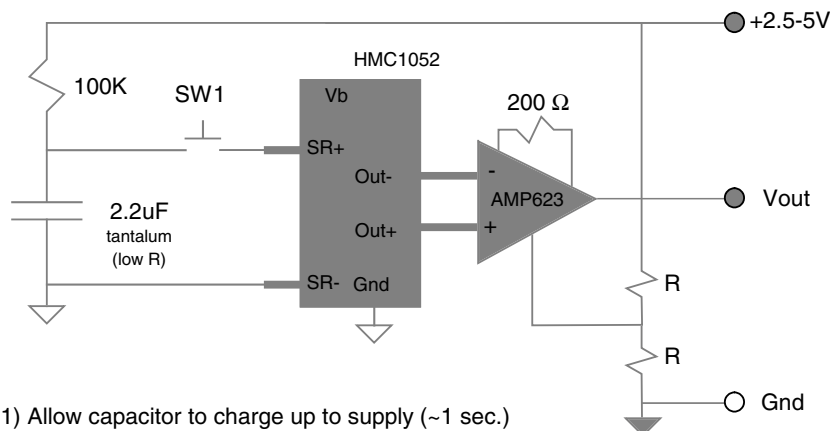 +2.5-5V
HMC1052
100K
SW1
Vb
200 Ω
SR+
Out-
-
AMP623
Vout
2.2uF
tantalum
(low R)
Out+
+
R
SR-
Gnd
R
Gnd
1) Allow capacitor to charge up to supply (~1 sec.)